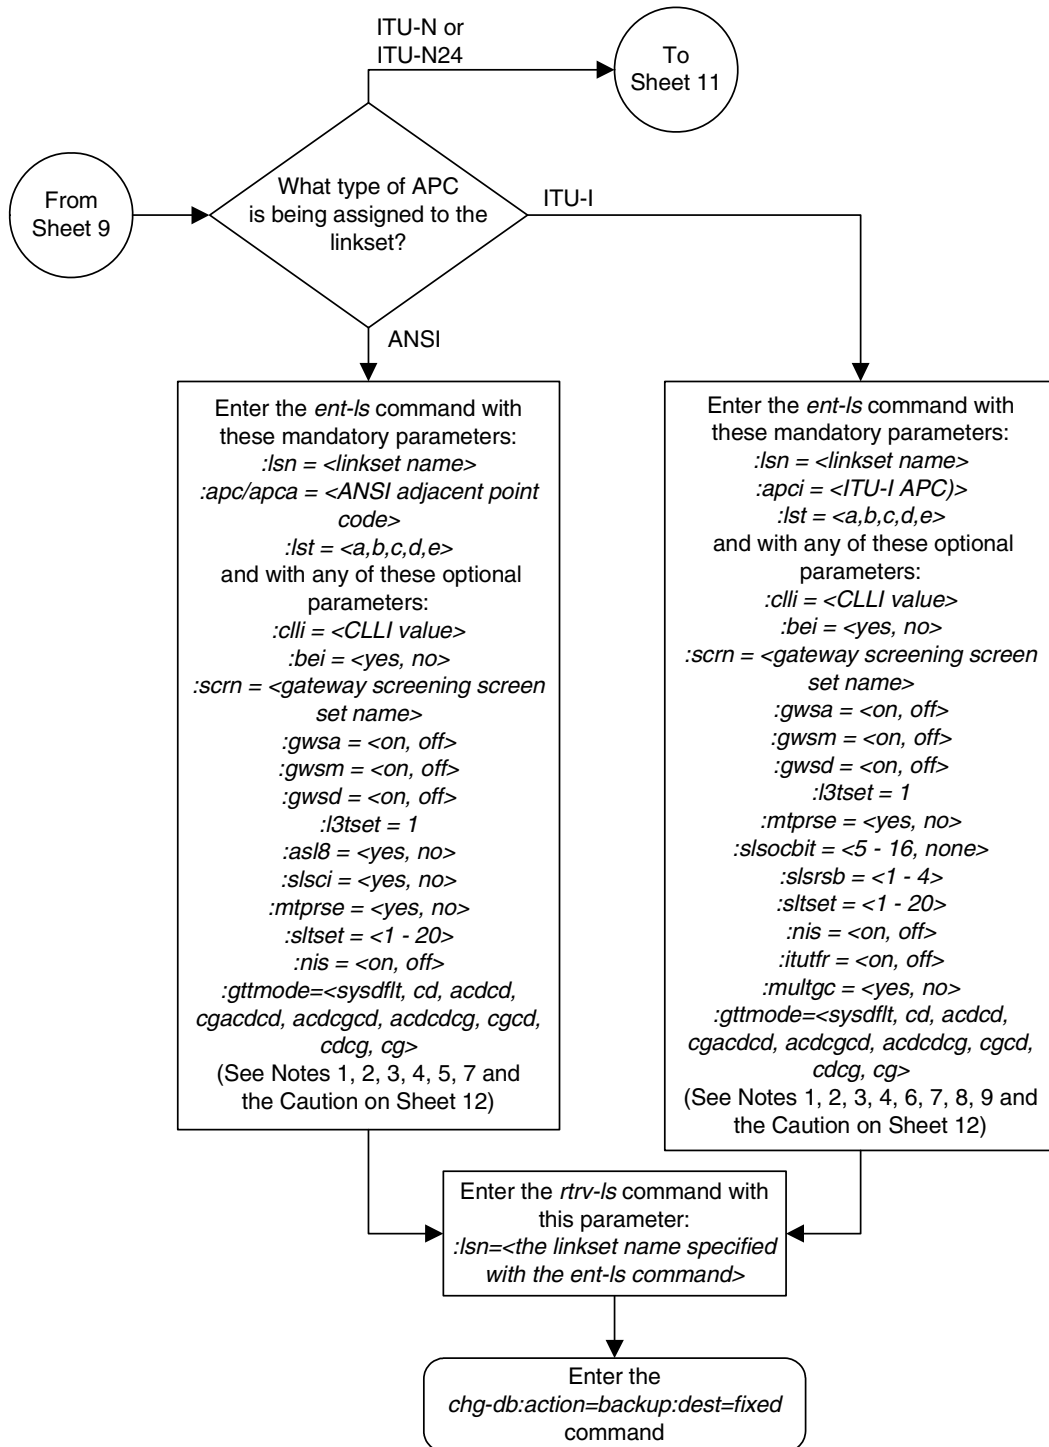 ITU-N or
ITU-N24
To
Sheet 11
From
Sheet 9
What type of APC
is being assigned to the
linkset?
ITU-I
ANSI
Enter the ent-ls command with
these mandatory parameters:
:lsn = <linkset name>
:apc/apca = <ANSI adjacent point
code>
:lst = <a,b,c,d,e>
and with any of these optional
parameters:
:clli = <CLLI value>
:bei = <yes, no>
:scrn = <gateway screening screen
set name>
:gwsa = <on, off>
:gwsm = <on, off>
:gwsd = <on, off>
:l3tset = 1
:asl8 = <yes, no>
:slsci = <yes, no>
:mtprse = <yes, no>
:sltset = <1 - 20>
:nis = <on, off>
:gttmode=<sysdflt, cd, acdcd,
cgacdcd, acdcgcd, acdcdcg, cgcd,
cdcg, cg>
(See Notes 1, 2, 3, 4, 5, 7 and
the Caution on Sheet 12)
Enter the ent-ls command with
these mandatory parameters:
:lsn = <linkset name>
:apci = <ITU-I APC)>
:lst = <a,b,c,d,e>
and with any of these optional
parameters:
:clli = <CLLI value>
:bei = <yes, no>
:scrn = <gateway screening screen
set name>
:gwsa = <on, off>
:gwsm = <on, off>
:gwsd = <on, off>
:l3tset = 1
:mtprse = <yes, no>
:slsocbit = <5 - 16, none>
:slsrsb = <1 - 4>
:sltset = <1 - 20>
:nis = <on, off>
:itutfr = <on, off>
:multgc = <yes, no>
:gttmode=<sysdflt, cd, acdcd,
cgacdcd, acdcgcd, acdcdcg, cgcd,
cdcg, cg>
(See Notes 1, 2, 3, 4, 6, 7, 8, 9 and
the Caution on Sheet 12)
Enter the rtrv-ls command with
this parameter:
:lsn=<the linkset name specified
with the ent-ls command>
Enter the
chg-db:action=backup:dest=fixed
command